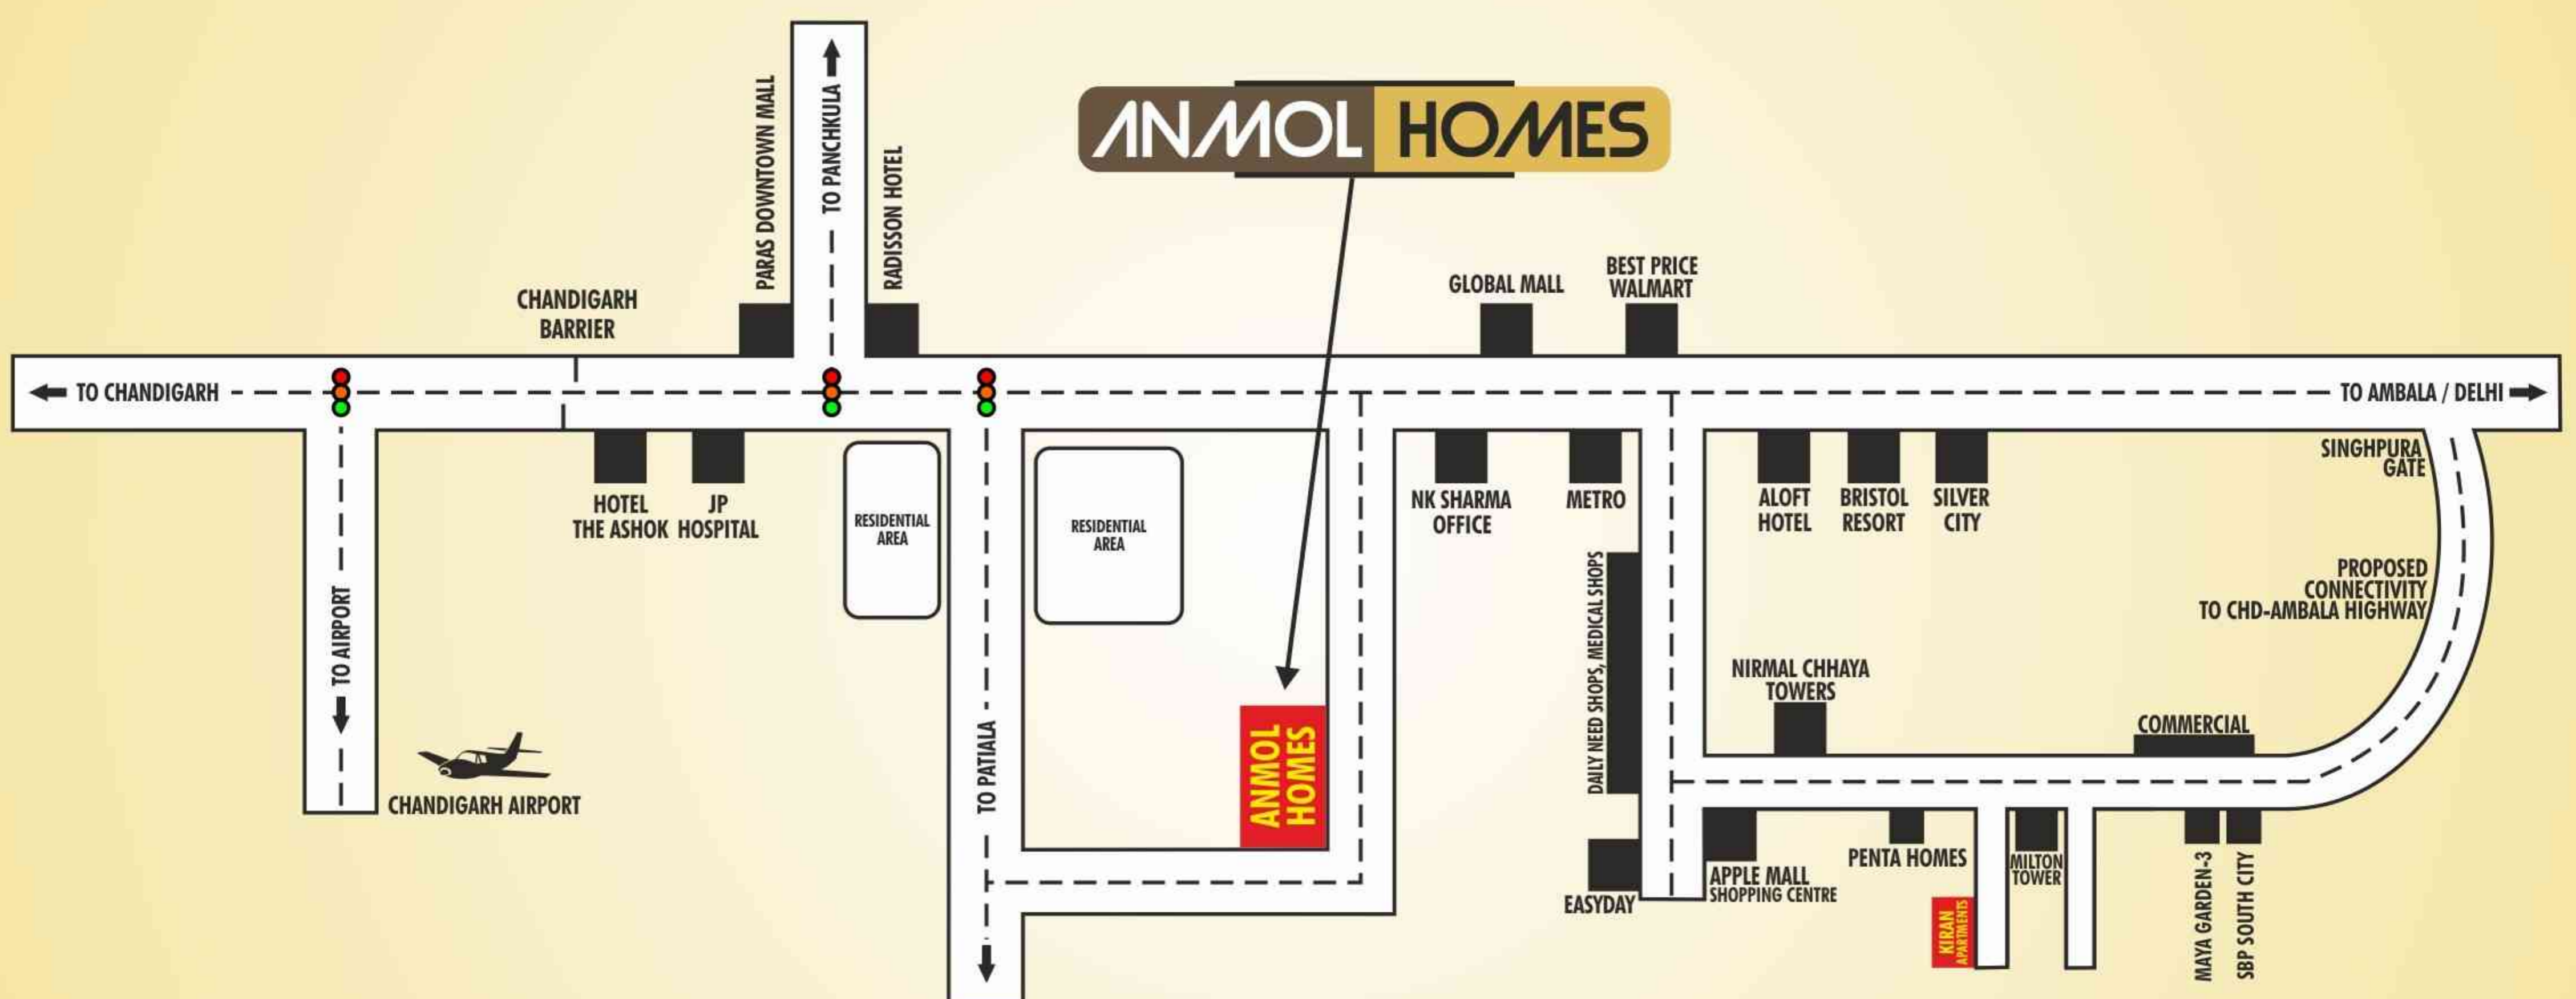 ANMOL HOMES
PARAS DOWNTOWN MALL
TO PANCHKULA
RADISSON HOTEL
CHANDIGARH
BARRIER
GLOBAL MALL
BEST PRICE
WALMART
TO CHANDIGARH
TO AMBALA / DELHI
HOTEL
THE ASHOK
JP
HOSPITAL
RESIDENTIAL
AREA
RESIDENTIAL
AREA
NK SHARMA
OFFICE
METRO
ALOFT
HOTEL
BRISTOL
RESORT
SILVER
CITY
SINGHPURA
GATE
PROPOSED
CONNECTIVITY
TO CHD-AMBALA HIGHWAY
TO AIRPORT
CHANDIGARH AIRPORT
TO PATIALA
ANMOL
HOMES
DAILY NEED SHOPS, MEDICAL SHOPS
NIRMAL CHHAYA
TOWERS
COMMERCIAL
EASYDAY
APPLE MALL
SHOPPING CENTRE
PENTA HOMES
KIRAN
APARTMENTS
MILTON
TOWER
MAYA GARDEN-3
SBP SOUTH CITY